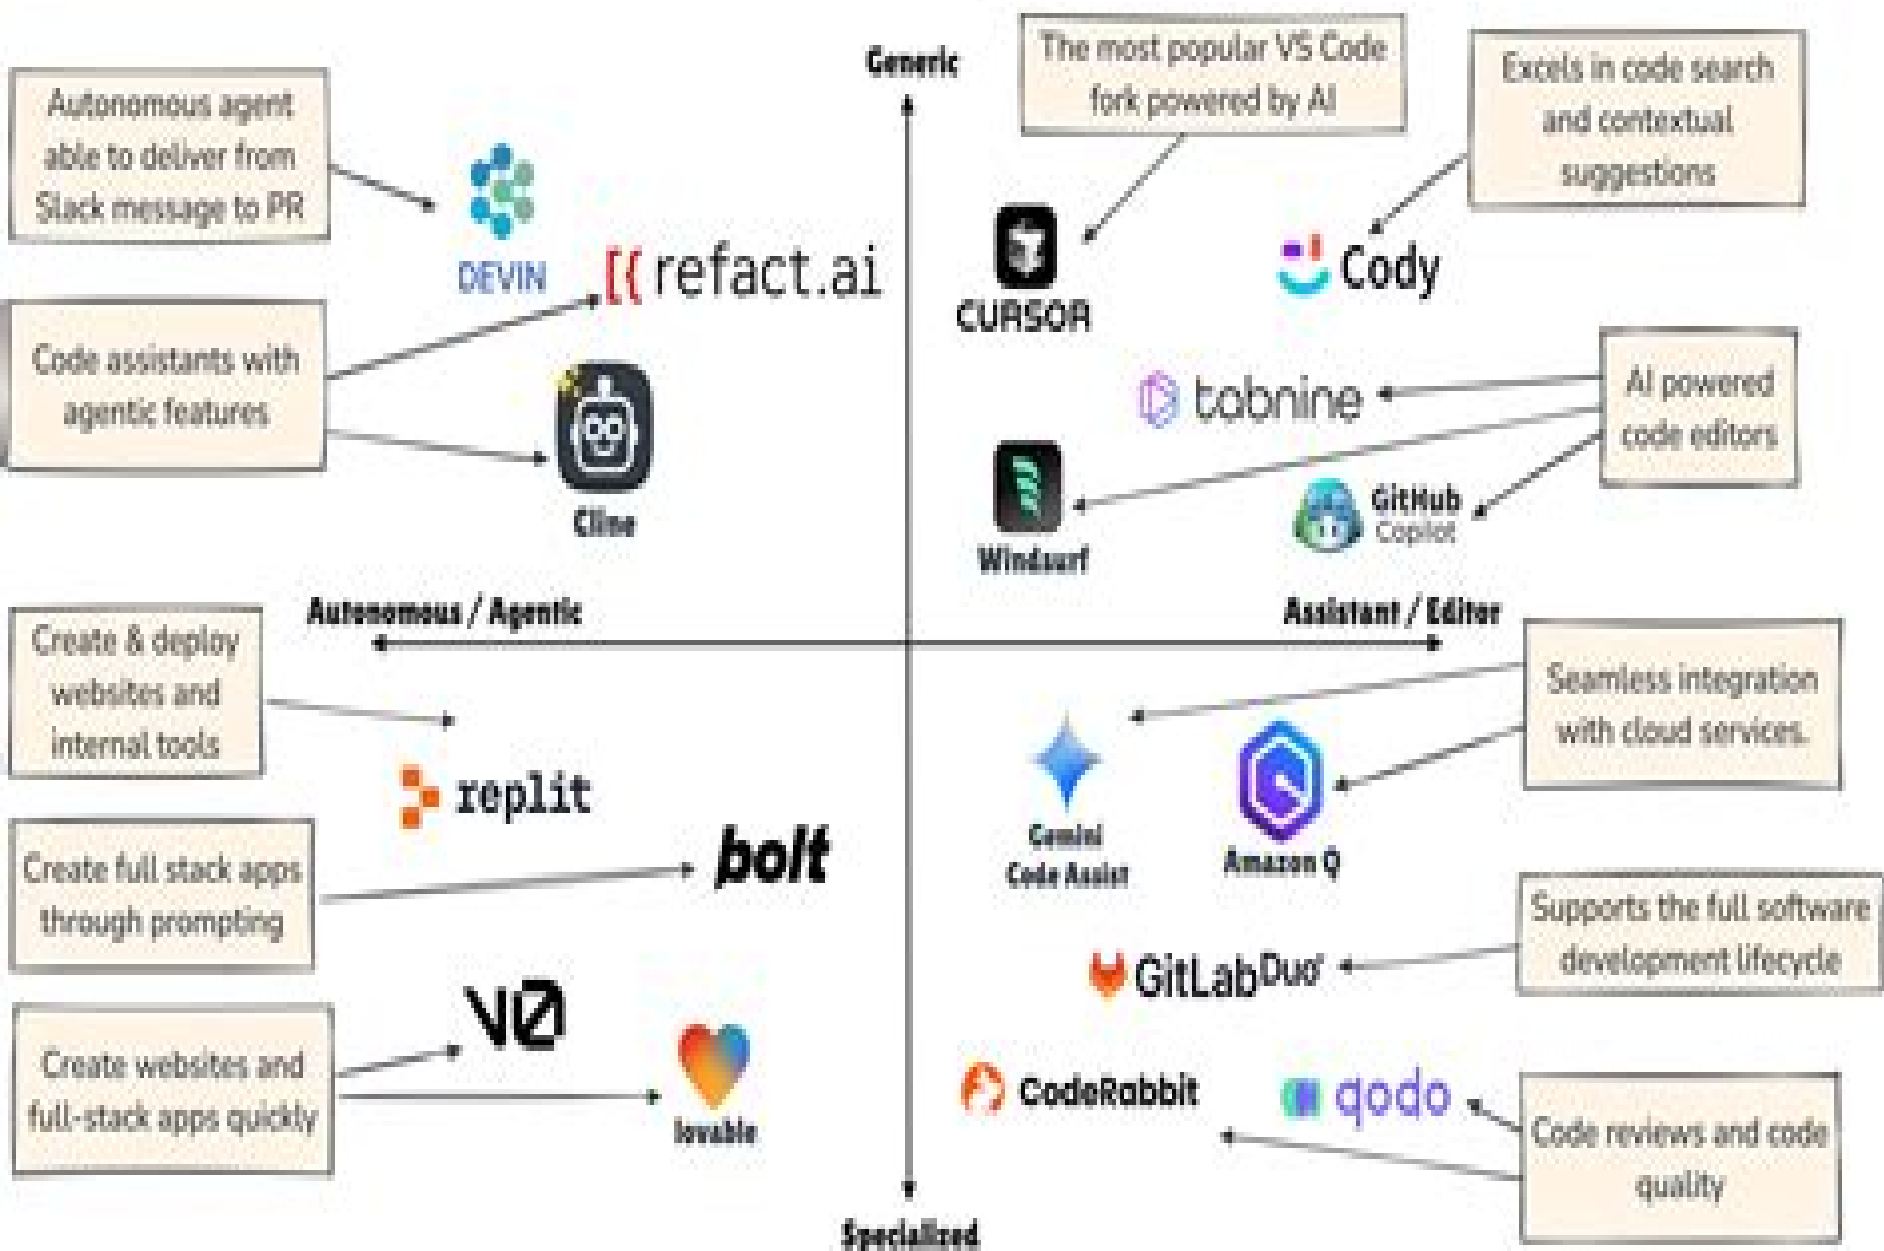 Generic
The most popular VS Code
fork powered by AI
Excels in code search
and contextual
suggestions
Autonomous agent
able to deliver from
Slack message to PR
DEVIN
refact.ai
CURSOR
Cody
Code assistants with
agentic features
Cline
tabnine
AI powered
code editors
Windsurf
GitHub
Copilot
Autonomous / Agentic
Assistant / Editor
Create & deploy
websites and
internal tools
replit
Seamless integration
with cloud services.
Gemini
Code Assist
Amazon Q
Create full stack apps
through prompting
bolt
Supports the full software
development lifecycle
GitLab Duo
Create websites and
full-stack apps quickly
v0
lovable
CodeRabbit
qodo
Code reviews and code
quality
Specialized